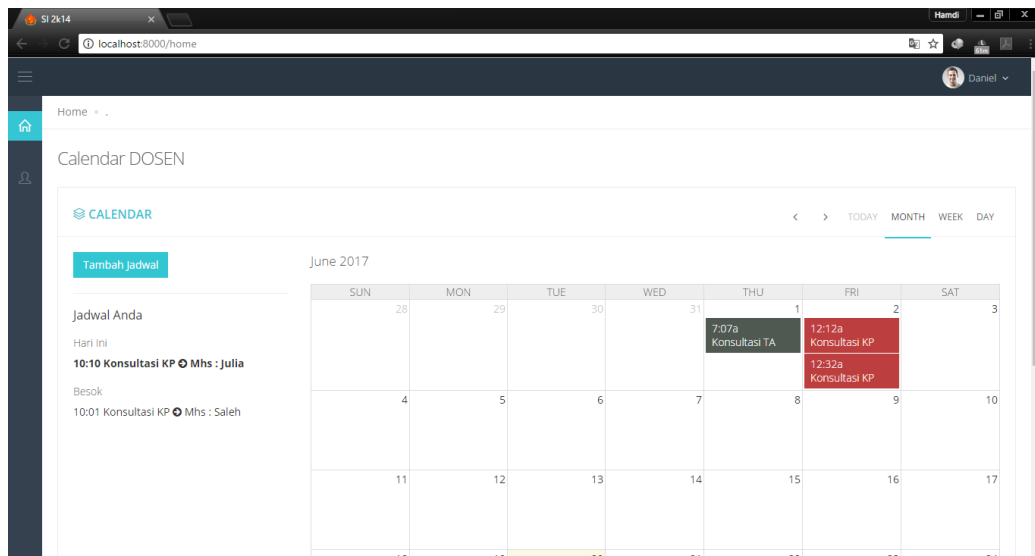 SI 2k14
Hamdi
localhost:8000/home
Daniel
Home
Calendar DOSEN
CALENDAR
TODAY MONTH WEEK DAY
Tambah Jadwal
June 2017
Jadwal Anda
Hari Ini
10:10 Konsultasi KP Mhs : Julia
Besok
10:01 Konsultasi KP Mhs : Saleh
SUN MON TUE WED THU FRI SAT
28 29 30 31 1 2 3
7:07a
Konsultasi TA
12:12a
Konsultasi KP
12:32a
Konsultasi KP
4 5 6 7 8 9 10
11 12 13 14 15 16 17